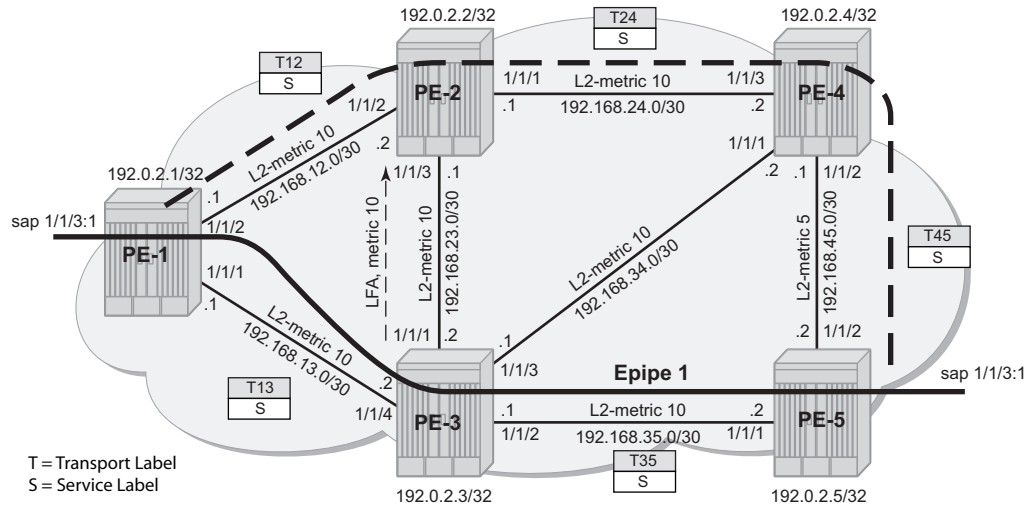 192.0.2.2/32
T24
S
192.0.2.4/32
T12
S
1/1/1
L2-metric 10
1/1/3
PE-2
PE-4
1/1/2
.1
192.168.24.0/30
.2
L2-metric 10
.2
192.168.12.0/30
1/1/1
192.0.2.1/32
1/1/3
.1
.2
.1
1/1/2
.1
sap 1/1/3:1
1/1/2
PE-1
T45
S
LFA, metric 10
L2-metric 10
192.168.23.0/30
L2-metric 10
192.168.34.0/30
L2-metric 5
192.168.45.0/30
1/1/1
.1
L2-metric 10
192.168.13.0/30
1/1/1
.2
.1
.2
1/1/2
1/1/3
Epipe 1
sap 1/1/3:1
T13
S
.2
1/1/4
PE-3
.1
L2-metric 10
.2
PE-5
1/1/2
192.168.35.0/30
1/1/1
T = Transport Label
S = Service Label
T35
S
192.0.2.3/32
192.0.2.5/32